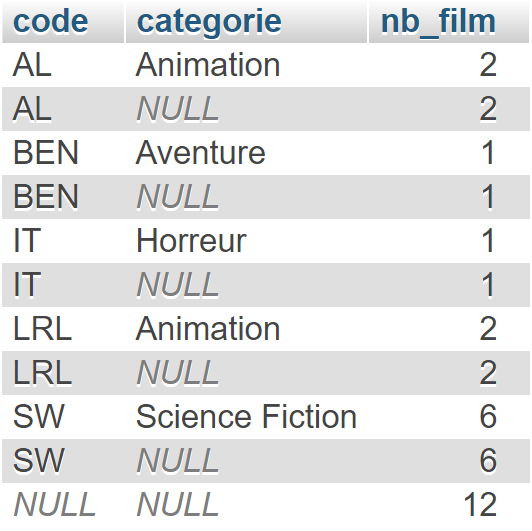 code categorie nb_film
AL Animation 2
AL NULL 2
BEN Aventure 1
BEN NULL 1
IT Horreur 1
IT NULL 1
LRL Animation 2
LRL NULL 2
SW Science Fiction 6
SW NULL 6
NULL NULL 12